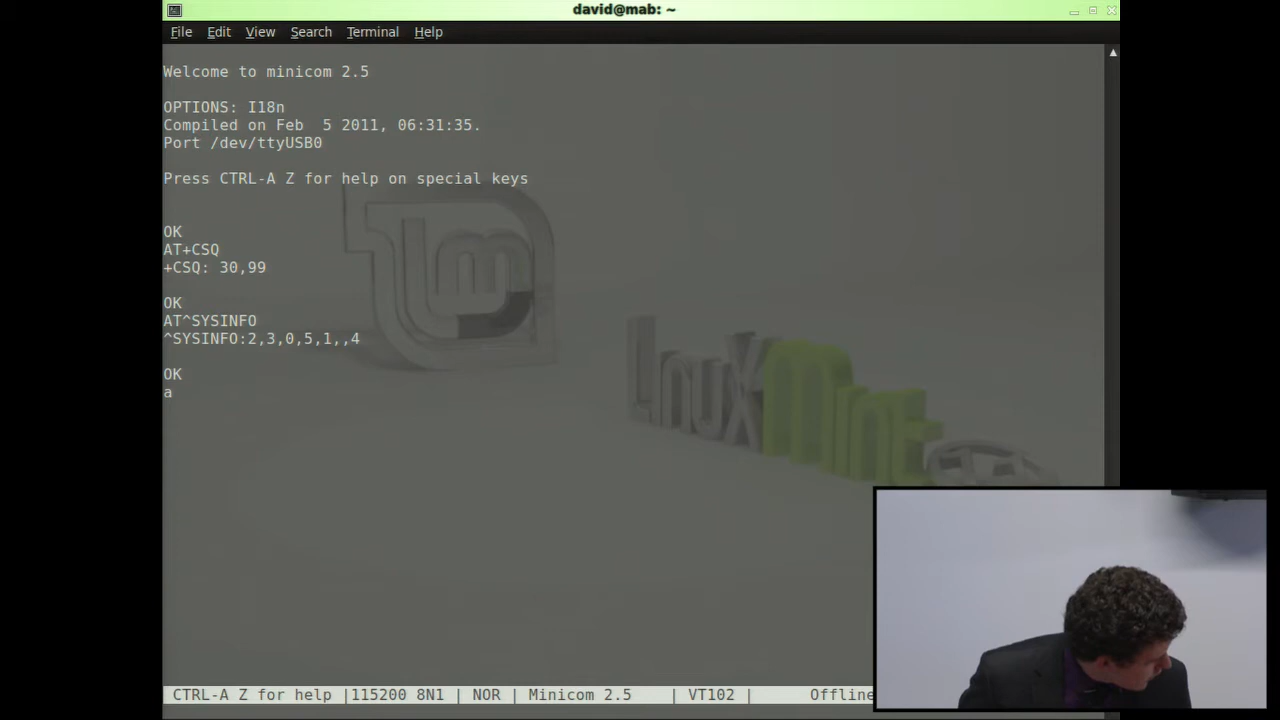 david@mab: ~
File Edit View Search Terminal Help
Welcome to minicom 2.5
OPTIONS: I18n
Compiled on Feb  5 2011, 06:31:35.
Port /dev/ttyUSB0
Press CTRL-A Z for help on special keys
OK
AT+CSQ
+CSQ: 30,99
OK
AT^SYSINFO
^SYSINFO:2,3,0,5,1,,4
OK
a
Linux Mint
CTRL-A Z for help |115200 8N1 | NOR | Minicom 2.5    | VT102 |      Offline